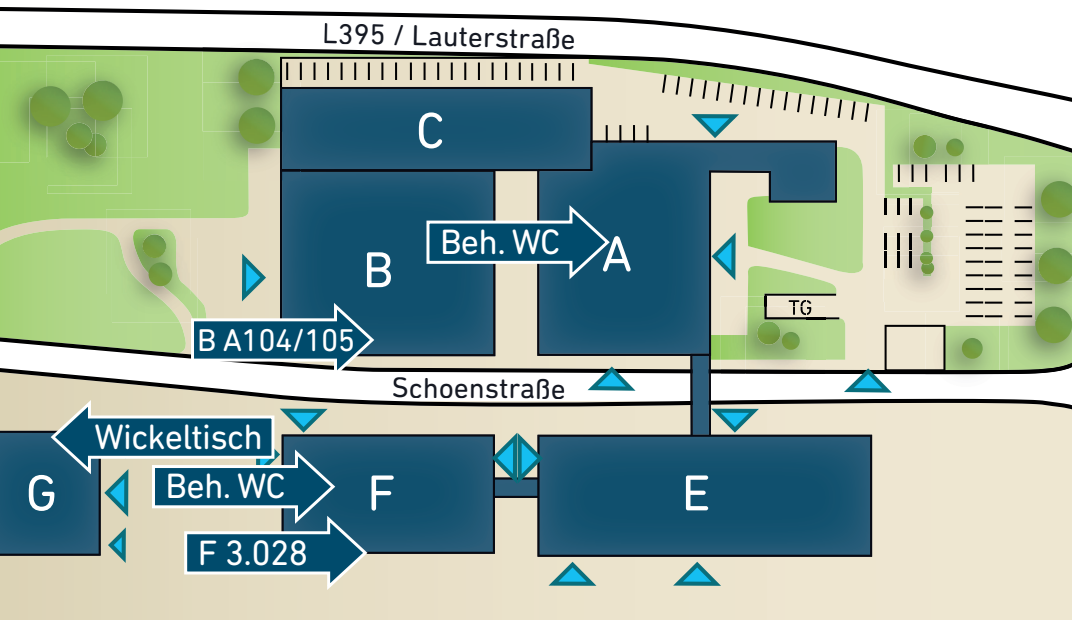 L395 / Lauterstraße
C
Beh. WC
A
B
TG
B A104/105
Schoenstraße
Wickeltisch
G
Beh. WC
F
E
F 3.028